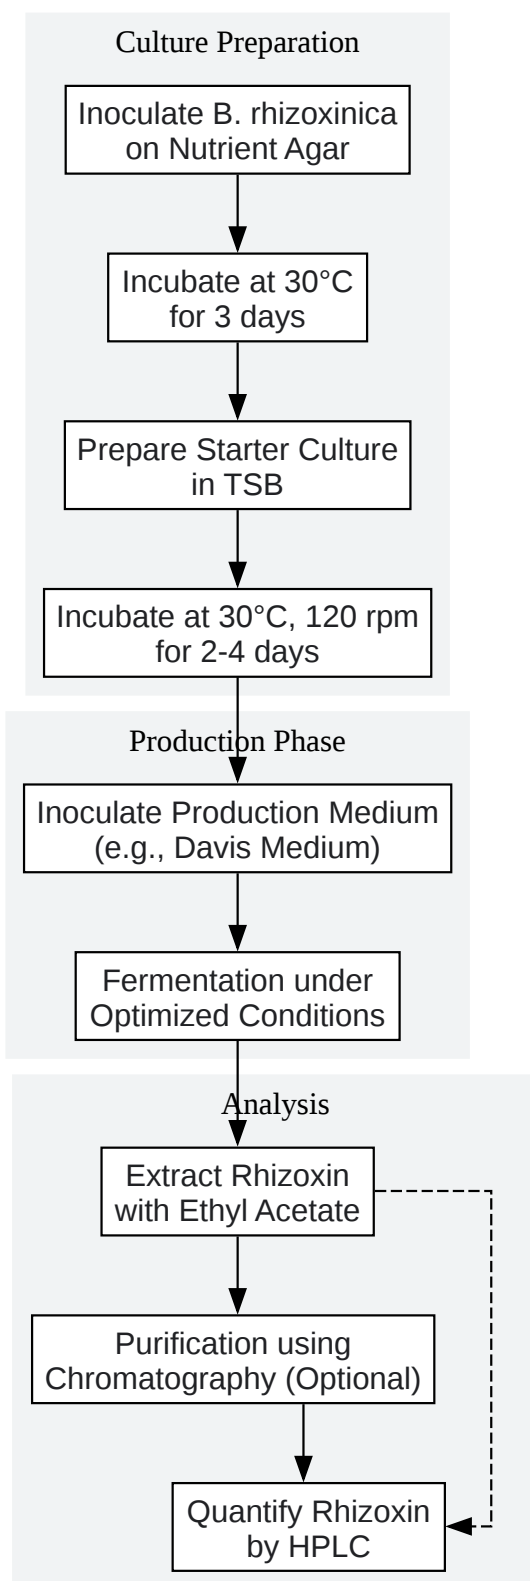 Culture Preparation
Inoculate B. rhizoxinica
on Nutrient Agar
Incubate at 30°C
for 3 days
Prepare Starter Culture
in TSB
Incubate at 30°C, 120 rpm
for 2-4 days
Production Phase
Inoculate Production Medium
(e.g., Davis Medium)
Fermentation under
Optimized Conditions
Analysis
Extract Rhizoxin
with Ethyl Acetate
Purification using
Chromatography (Optional)
Quantify Rhizoxin
by HPLC